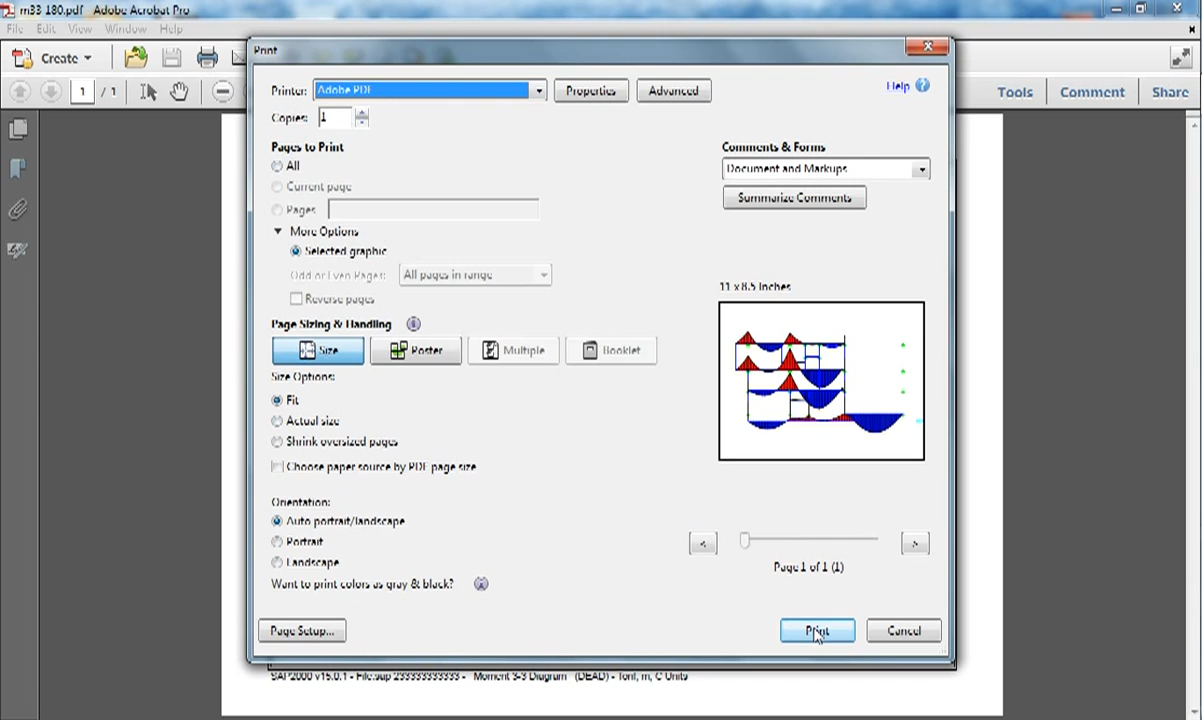 m33 180.pdf - Adobe Acrobat Pro
File Edit View Window Help
Create
1 / 1
Tools Comment Share
Print
Printer: Adobe PDF Properties Advanced Help
Copies: 1
Pages to Print
All
Current page
Pages
More Options
Selected graphic
Odd or Even Pages: All pages in range
Reverse pages
Comments & Forms
Document and Markups
Summarize Comments
11 x 8.5 Inches
Page Sizing & Handling
Size Poster Multiple Booklet
Size Options:
Fit
Actual size
Shrink oversized pages
Choose paper source by PDF page size
Orientation:
Auto portrait/landscape
Portrait
Landscape
Want to print colors as gray & black?
< >
Page 1 of 1 (1)
Page Setup... Print Cancel
SAP2000 v15.0.1 - File:sup 233333333333 - Moment 3-3 Diagram (DEAD) - Tonf, m, C Units